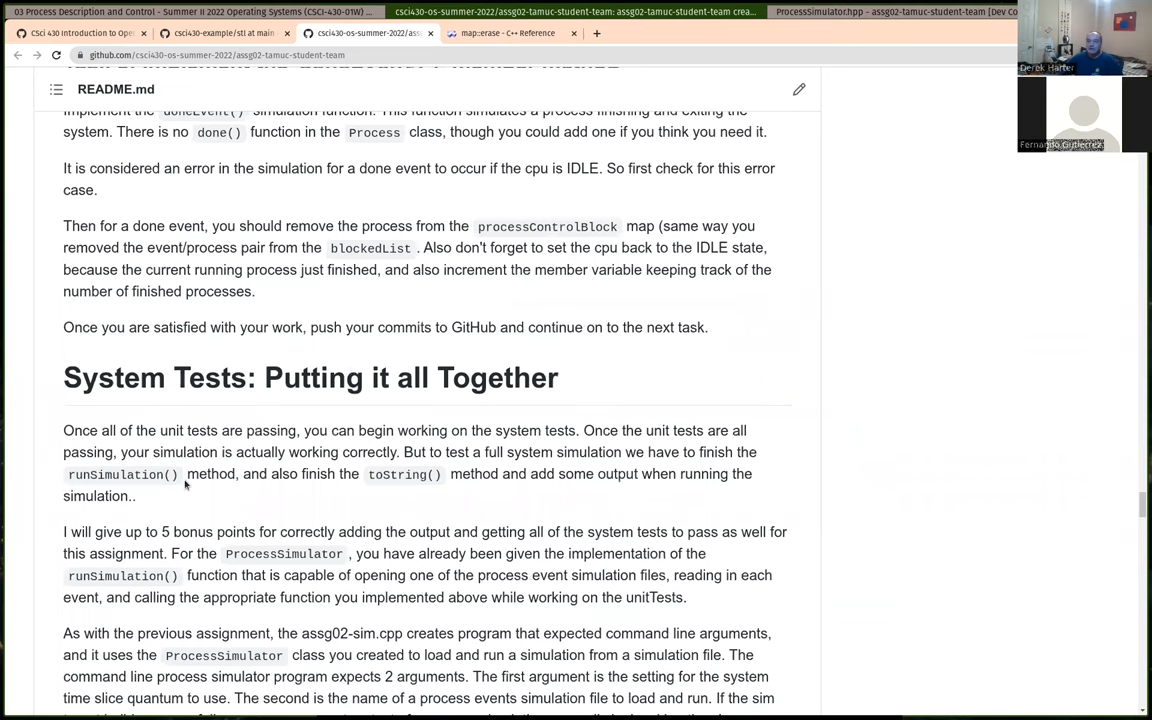 03 Process Description and Control - Summer II 2022 Operating Systems (CSCI-430-01W) ...
csci430-os-summer-2022/assg02-tamuc-student-team: assg02-tamuc-student-team crea...
ProcessSimulator.hpp - assg02-tamuc-student-team [Dev Co
CSci 430 Introduction to Ope
csci430-example/stl at main
csci430-os-summer-2022/ass
map::erase - C++ Reference
github.com/csci430-os-summer-2022/assg02-tamuc-student-team
Derek Harter
Fernando Gutierrez
README.md
Implement the doneEvent() simulation function. This function simulates a process finishing and exiting the
system. There is no done() function in the Process class, though you could add one if you think you need it.
It is considered an error in the simulation for a done event to occur if the cpu is IDLE. So first check for this error
case.
Then for a done event, you should remove the process from the processControlBlock map (same way you
removed the event/process pair from the blockedList . Also don't forget to set the cpu back to the IDLE state,
because the current running process just finished, and also increment the member variable keeping track of the
number of finished processes.
Once you are satisfied with your work, push your commits to GitHub and continue on to the next task.
System Tests: Putting it all Together
Once all of the unit tests are passing, you can begin working on the system tests. Once the unit tests are all
passing, your simulation is actually working correctly. But to test a full system simulation we have to finish the
runSimulation() method, and also finish the toString() method and add some output when running the
simulation..
I will give up to 5 bonus points for correctly adding the output and getting all of the system tests to pass as well for
this assignment. For the ProcessSimulator , you have already been given the implementation of the
runSimulation() function that is capable of opening one of the process event simulation files, reading in each
event, and calling the appropriate function you implemented above while working on the unitTests.
As with the previous assignment, the assg02-sim.cpp creates program that expected command line arguments,
and it uses the ProcessSimulator class you created to load and run a simulation from a simulation file. The
command line process simulator program expects 2 arguments. The first argument is the setting for the system
time slice quantum to use. The second is the name of a process events simulation file to load and run. If the sim